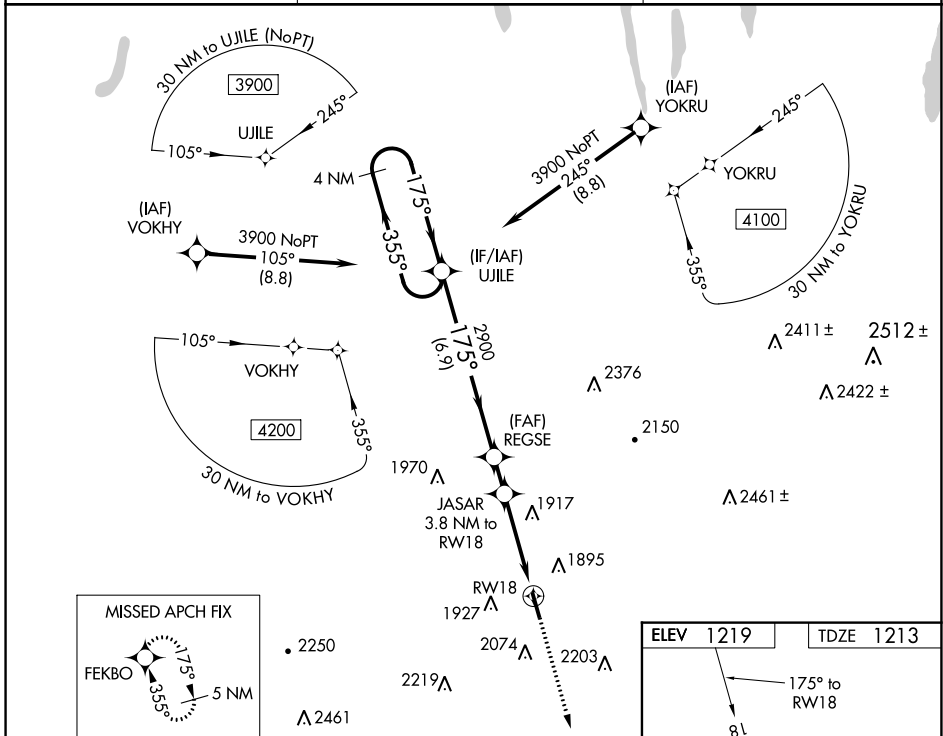 30 NM to UJILE (NoPT)
3900
UJILE
105°
245°
(IAF)
YOKRU
3900 NoPT
245°
(8.8)
245°
YOKRU
4100
355°
30 NM to YOKRU
4 NM
175°
355°
(IAF)
VOKHY
3900 NoPT
105°
(8.8)
(IF/IAF)
UJILE
2900
175°
(6.9)
105°
VOKHY
4200
355°
30 NM to VOKHY
2411 ±
2512 ±
2376
2422 ±
2150
(FAF)
REGSE
1970
JASAR
3.8 NM to
RW18
1917
2461 ±
1895
RW18
1927
2074
2203
2219
2250
2461
MISSED APCH FIX
FEKBO
175°
355°
5 NM
ELEV 1219
TDZE 1213
175° to
RW18
18